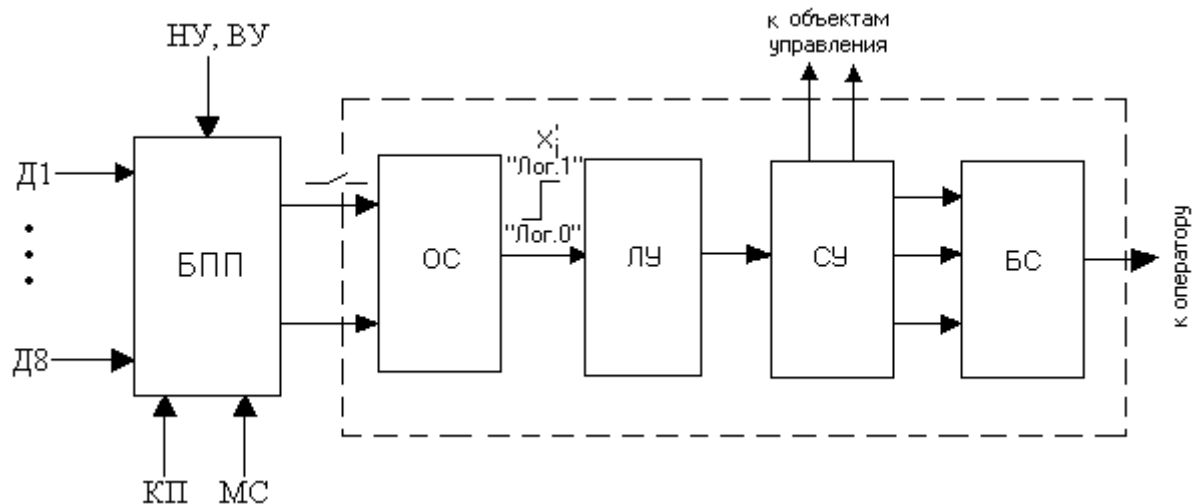 к объектам
управления
НУ, ВУ
X'i
"Лог.1"
"Лог.0"
Д1
Д8
БПП
ОС
ЛУ
СУ
БС
к оператору
КП
МС